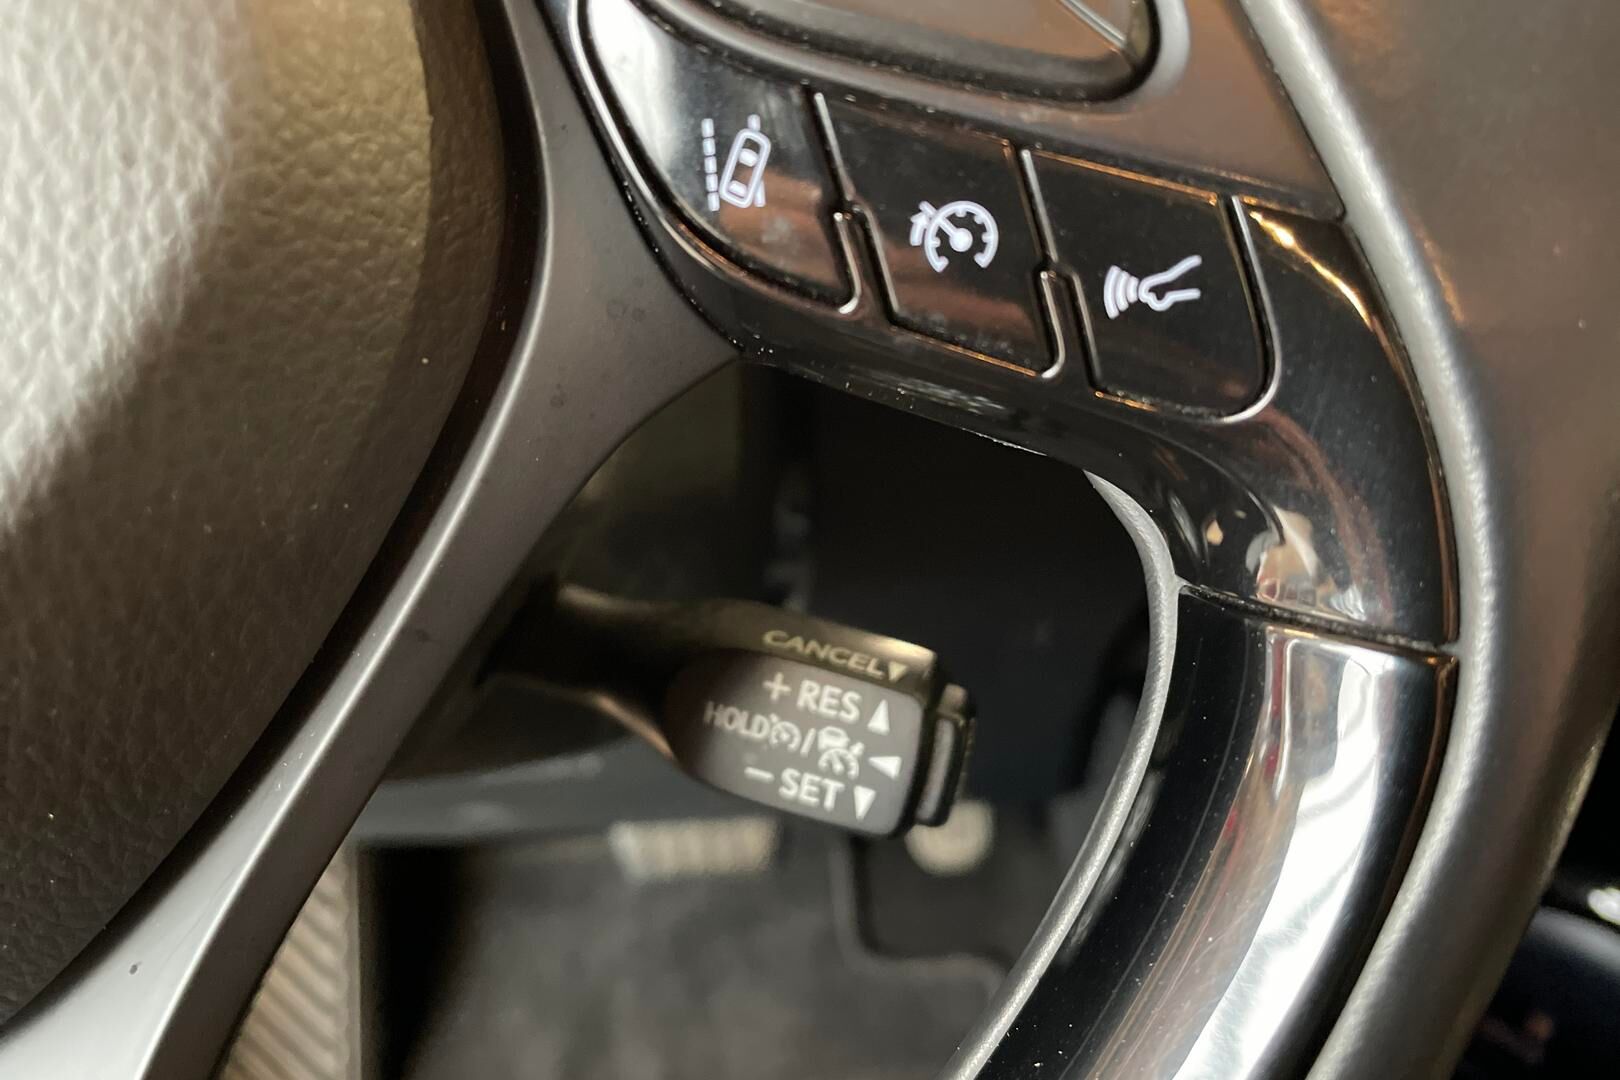 CANCEL▼
+ RES ▲
HOLD / ◀
− SET ▼